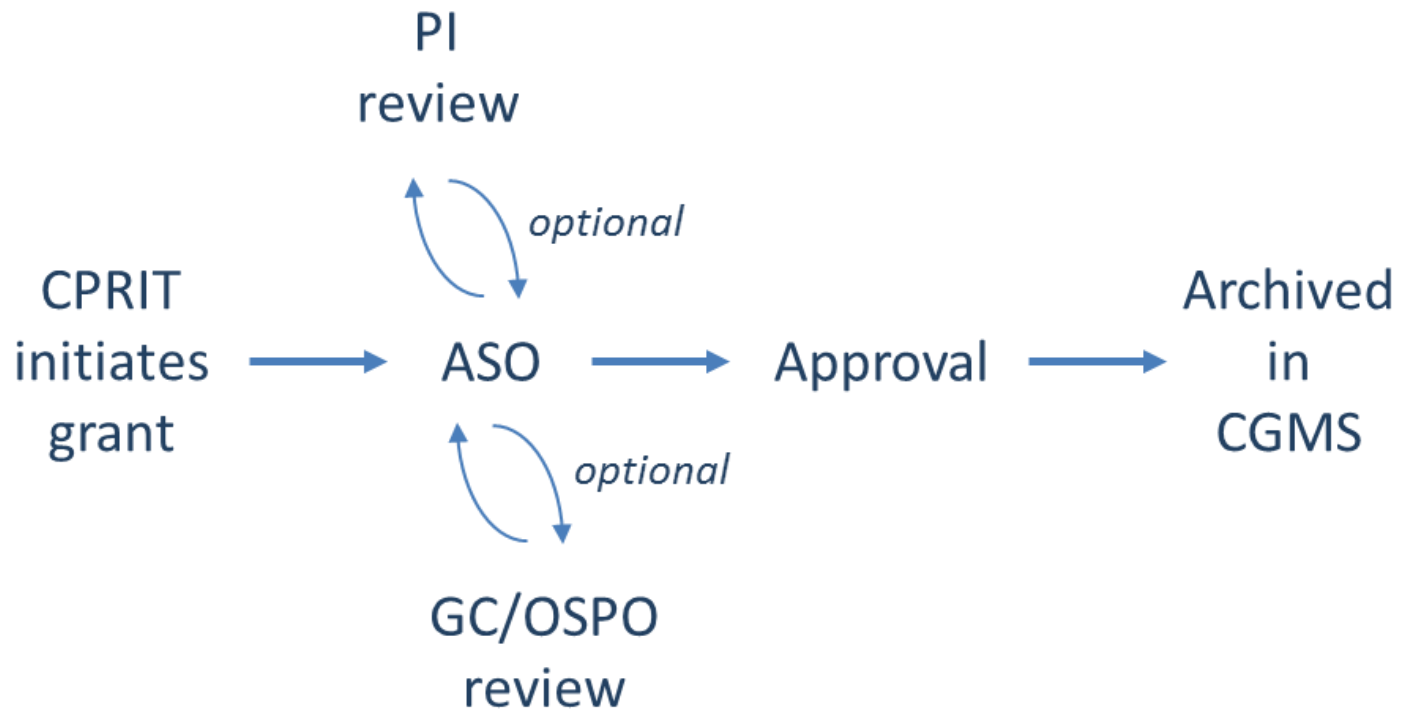 PI
review
optional
CPRIT
initiates
grant
ASO
Approval
Archived
in
CGMS
optional
GC/OSPO
review